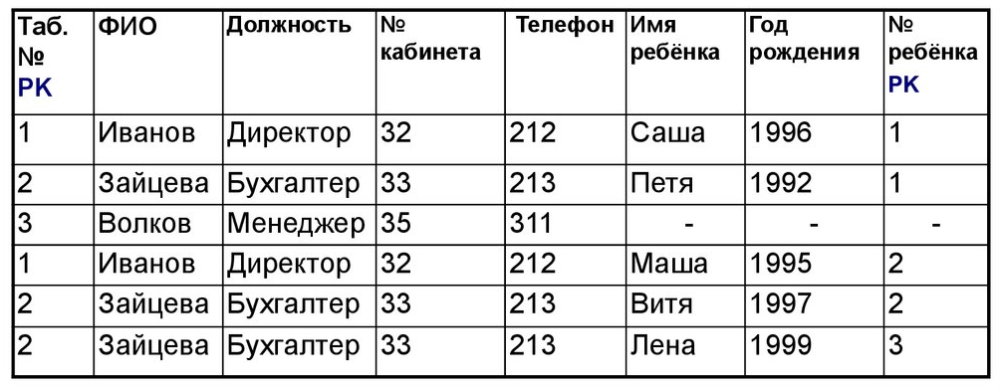 Таб. № PK | ФИО | Должность | № кабинета | Телефон | Имя ребёнка | Год рождения | № ребёнка PK
1 | Иванов | Директор | 32 | 212 | Саша | 1996 | 1
2 | Зайцева | Бухгалтер | 33 | 213 | Петя | 1992 | 1
3 | Волков | Менеджер | 35 | 311 | - | - | -
1 | Иванов | Директор | 32 | 212 | Маша | 1995 | 2
2 | Зайцева | Бухгалтер | 33 | 213 | Витя | 1997 | 2
2 | Зайцева | Бухгалтер | 33 | 213 | Лена | 1999 | 3